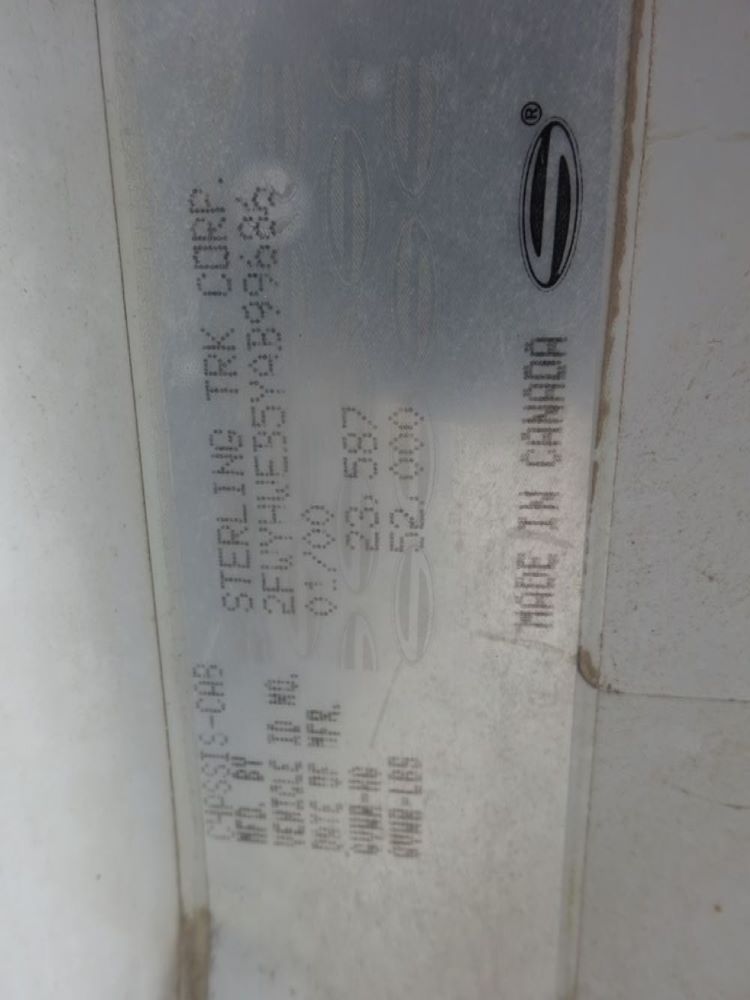 CHASSIS-CAB
MFD. BY STERLING TRK CORP.
VEHICLE ID NO. 2FWYHWEB5YAB99686
DATE OF MFR. 01/00
GVWR-KG 23,587
GVWR-LBS 52,000
MADE IN CANADA ®